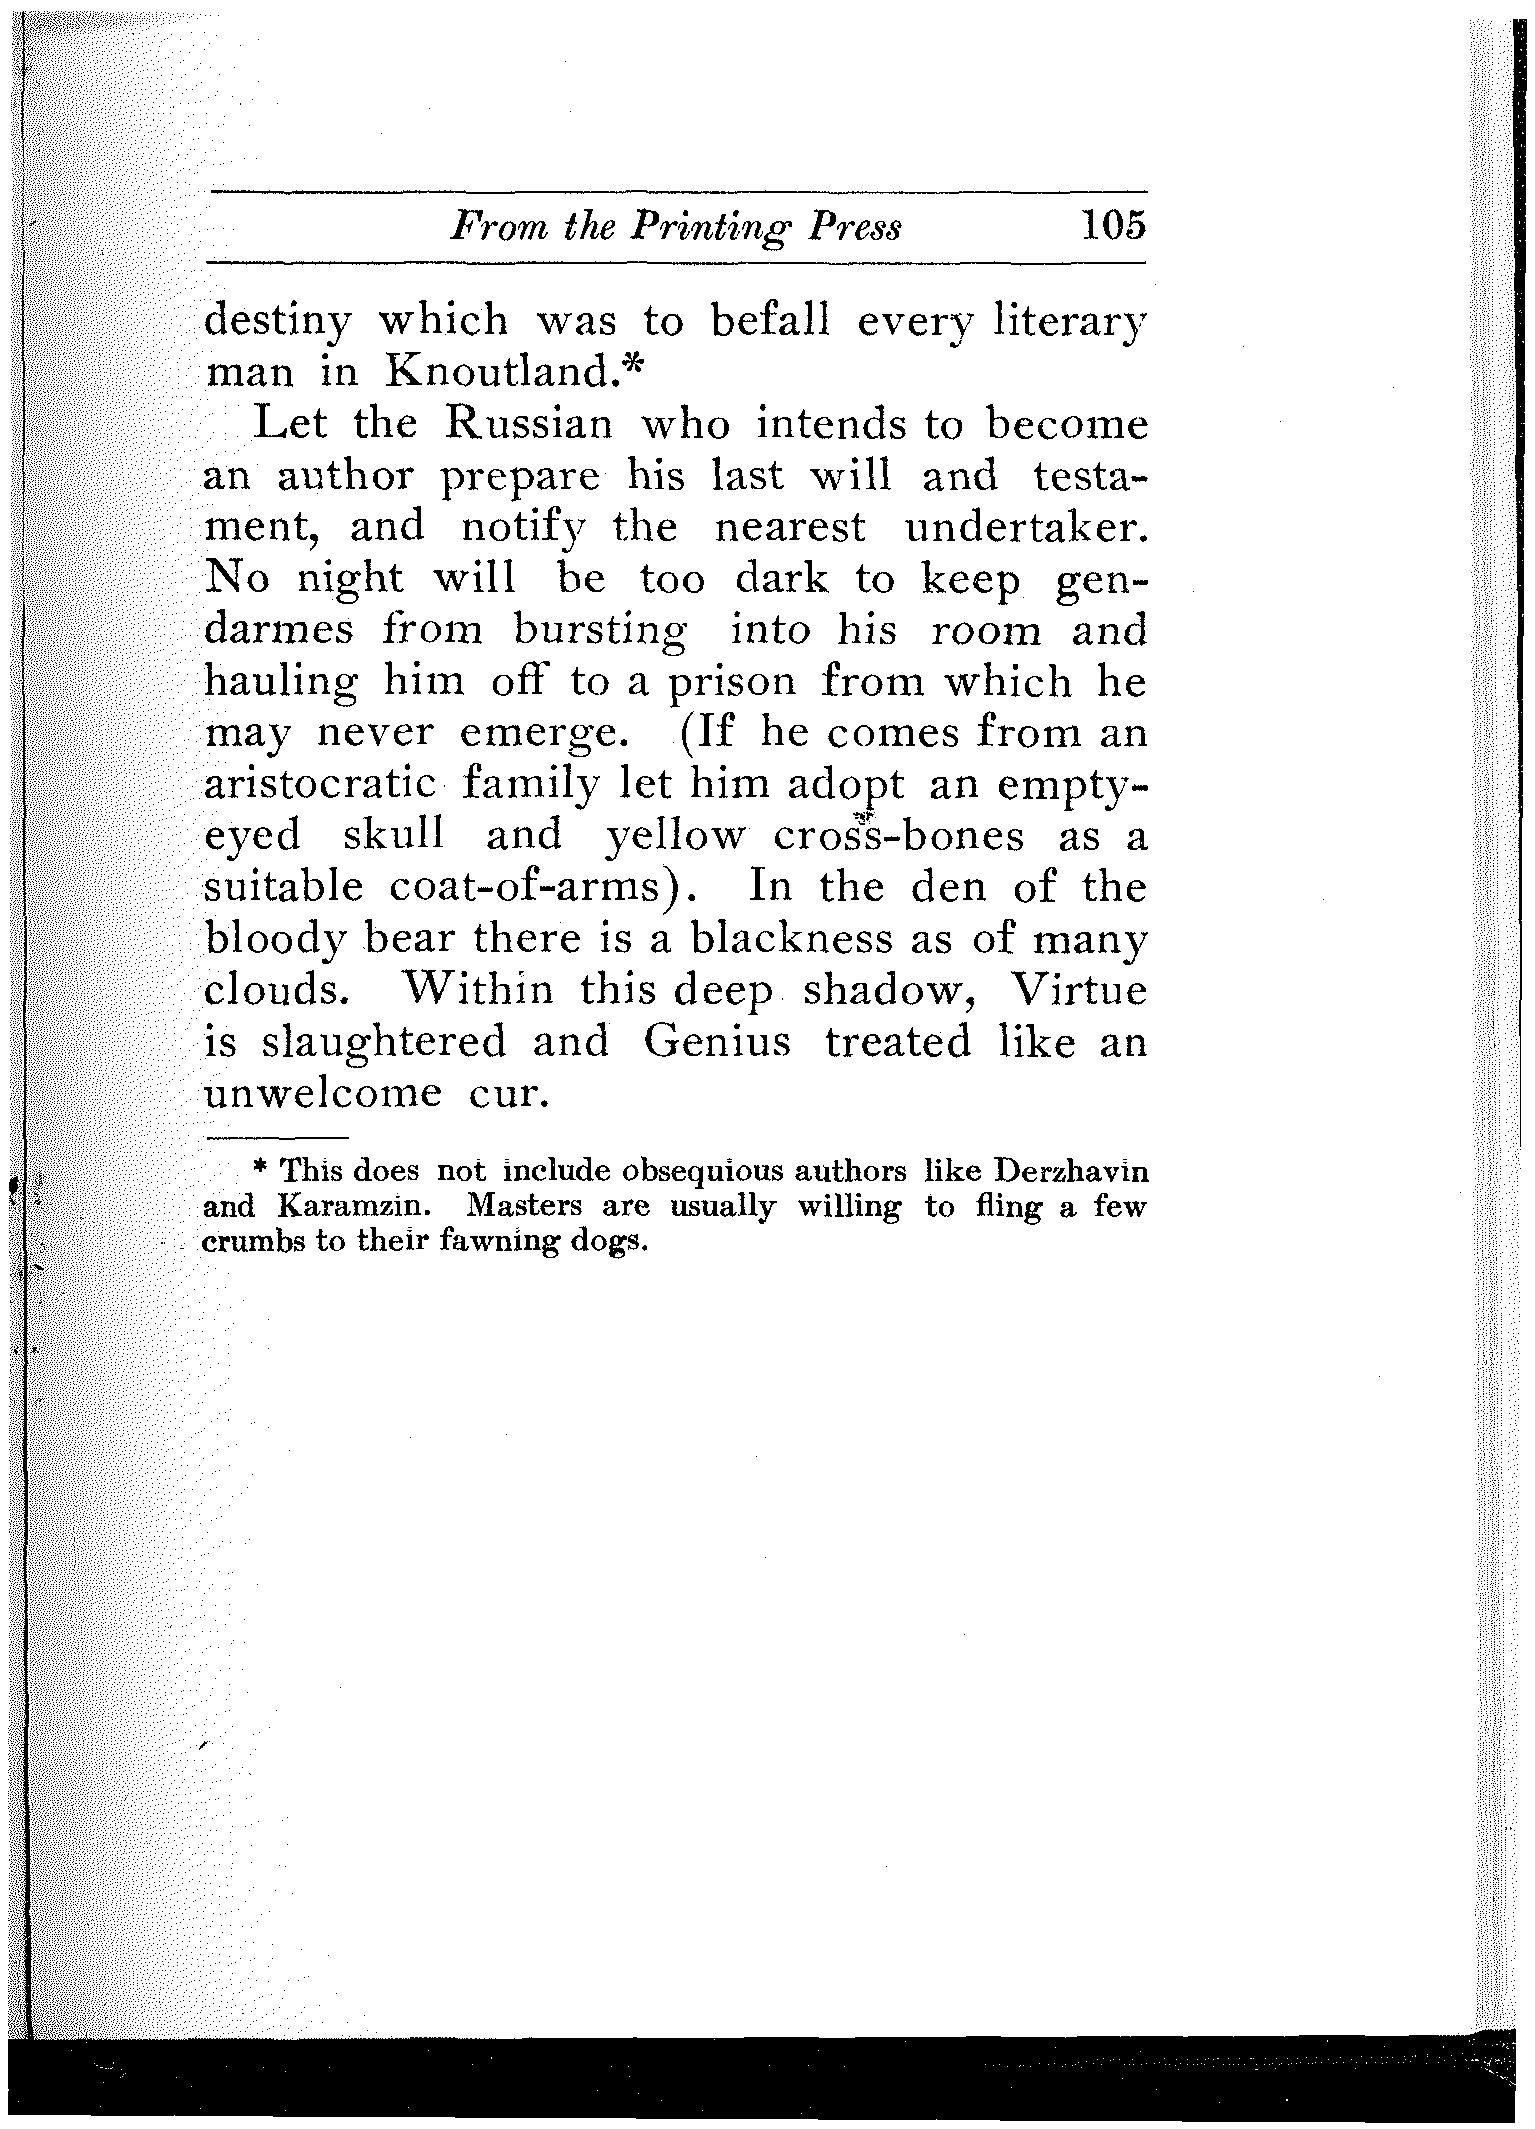 From the Printing Press 105
destiny which was to befall every literary
man in Knoutland.*
Let the Russian who intends to become
an author prepare his last will and testa-
ment, and notify the nearest undertaker.
No night will be too dark to keep gen-
darmes from bursting into his room and
hauling him off to a prison from which he
may never emerge. (If he comes from an
aristocratic family let him adopt an empty-
eyed skull and yellow cross-bones as a
suitable coat-of-arms). In the den of the
bloody bear there is a blackness as of many
clouds. Within this deep shadow, Virtue
is slaughtered and Genius treated like an
unwelcome cur.
* This does not include obsequious authors like Derzhavin
and Karamzin. Masters are usually willing to fling a few
crumbs to their fawning dogs.